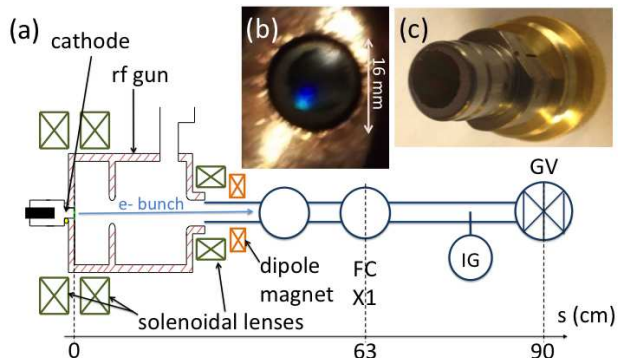 (a)
cathode
rf gun
(b)
16 mm
(c)
e- bunch
dipole
magnet
FC
X1
IG
GV
solenoidal lenses
s (cm)
0
63
90